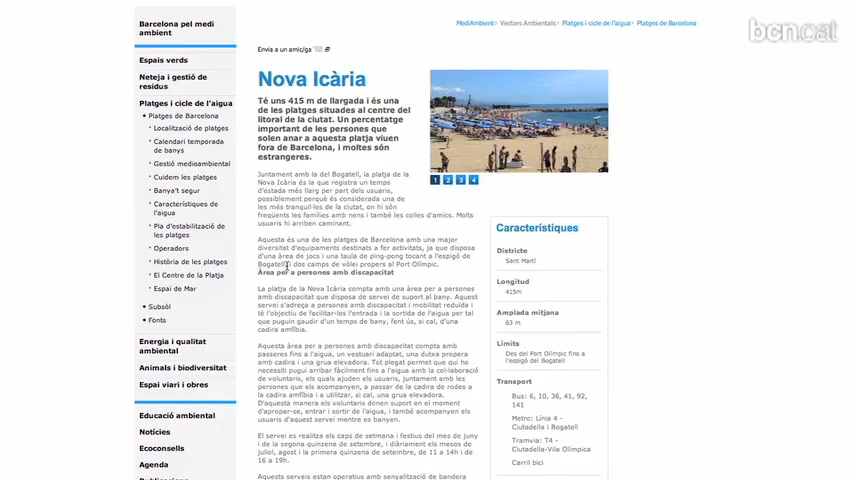 bcn.cat
Barcelona pel medi
ambient
Espais verds
Neteja i gestió de
residus
Platges i cicle de l'aigua
Platges de Barcelona
Localització de platges
Calendari temporada
de banys
Gestió medioambiental
Cuidem les platges
Banya't segur
Característiques de
l'aigua
Pla d'estabilització de
les platges
Operadors
Història de les platges
El Centre de la Platja
Espai de Mar
Subsòl
Fonts
Energia i qualitat
ambiental
Animals i biodiversitat
Espai viari i obres
Educació ambiental
Notícies
Ecoconsells
Agenda
MediAmbient› Vectors Ambientals› Platges i cicle de l'aigua› Platges de Barcelona
Envia a un amic/ga
Nova Icària
Té uns 415 m de llargada i és una
de les platges situades al centre del
litoral de la ciutat. Un percentatge
important de les persones que
solen anar a aquesta platja viuen
fora de Barcelona, i moltes són
estrangeres.
1 2 3 4
Juntament amb la del Bogatell, la platja de la
Nova Icària és la que registra un temps
d'estada més llarg per part dels usuaris,
possiblement perquè és considerada una de
les més tranquil·les de la ciutat, on hi són
freqüents les famílies amb nens i també les colles d'amics. Molts
usuaris hi arriben caminant.
Aquesta és una de les platges de Barcelona amb una major
diversitat d'equipaments destinats a fer activitats, ja que disposa
d'una àrea de jocs i una taula de ping-pong tocant a l'espigó de
Bogatell i dos camps de vòlei propers al Port Olímpic.
Àrea per a persones amb discapacitat
La platja de la Nova Icària compta amb una àrea per a persones
amb discapacitat que disposa de servei de suport al bany. Aquest
servei s'adreça a persones amb discapacitat i mobilitat reduïda i
té l'objectiu de facilitar-los l'entrada i la sortida de l'aigua per tal
que puguin gaudir d'un temps de bany, fent ús, si cal, d'una
cadira amfíbia.
Aquesta àrea per a persones amb discapacitat compta amb
passeres fins a l'aigua, un vestuari adaptat, una dutxa propera
amb cadira i una grua elevadora. Tot plegat permet que qui ho
necessiti pugui arribar fàcilment fins a l'aigua amb la col·laboració
de voluntaris, els quals ajuden els usuaris, juntament amb les
persones que els acompanyen, a passar de la cadira de rodes a
la cadira amfíbia i a utilitzar, si cal, una grua elevadora.
D'aquesta manera els voluntaris donen suport en el moment
d'apropar-se, entrar i sortir de l'aigua, i també acompanyen els
usuaris d'aquest servei mentre es banyen.
El servei es realitza els caps de setmana i festius del mes de juny
i de la segona quinzena de setembre, i diàriament els mesos de
juliol, agost i la primera quinzena de setembre, de 11 a 14h i de
16 a 19h.
Aquests serveis estan operatius amb senyalització de bandera
Característiques
Districte
Sant Martí
Longitud
415m
Amplada mitjana
63 m
Límits
Des del Port Olímpic fins a
l'espigó del Bogatell
Transport
Bus: 6, 10, 36, 41, 92,
141
Metro: Línia 4 -
Ciutadella i Bogatell
Tramvia: T4 -
Ciutadella-Vila Olímpica
Carril bici